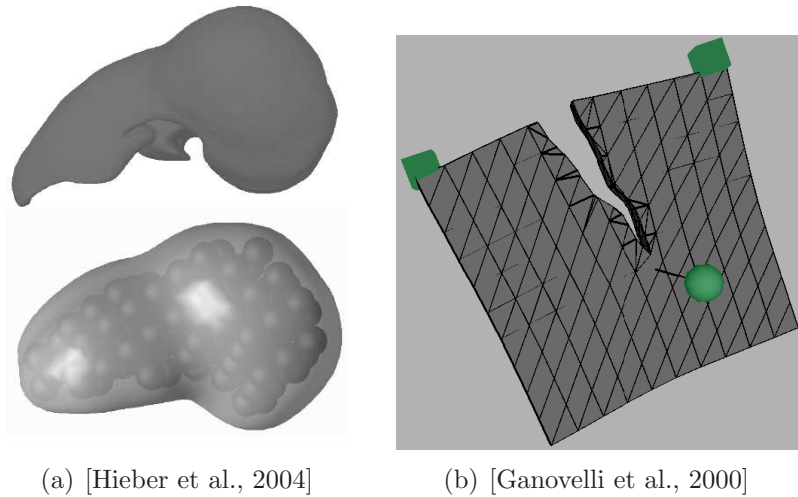 (a) [Hieber et al., 2004]
(b) [Ganovelli et al., 2000]